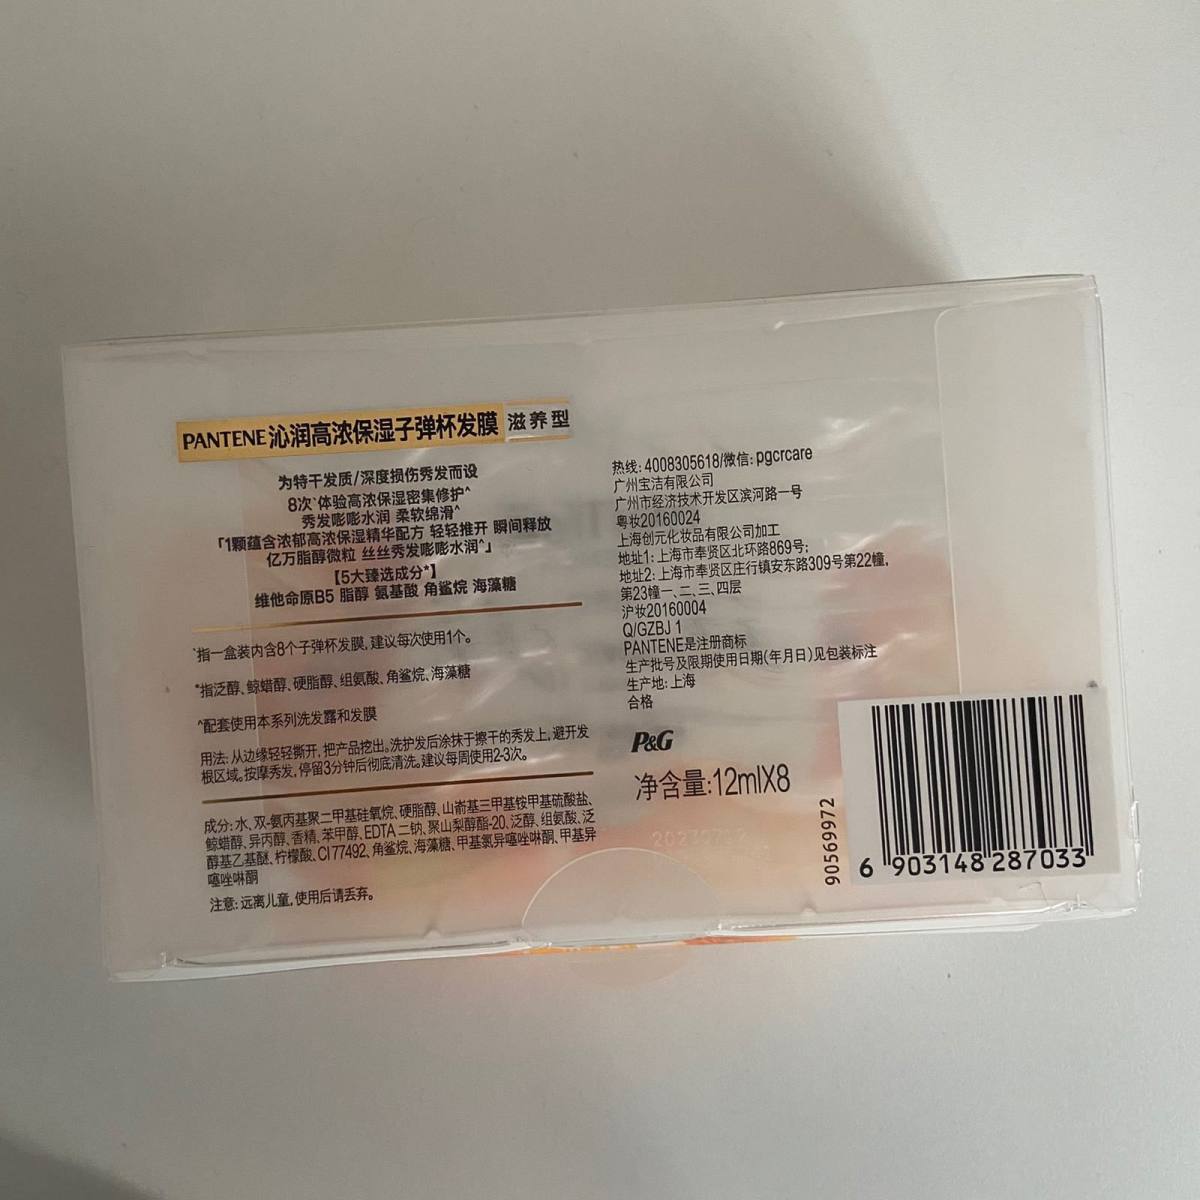 PANTENE沁润高浓保湿子弹杯发膜 滋养型
为特干发质/深度损伤秀发而设
8次`体验高浓保湿密集修护^
秀发嘭嘭水润 柔软绵滑^
「1颗蕴含浓郁高浓保湿精华配方 轻轻推开 瞬间释放
亿万脂醇微粒 丝丝秀发嘭嘭水润^」
【5大臻选成分*】
维他命原B5 脂醇 氨基酸 角鲨烷 海藻糖
`指一盒装内含8个子弹杯发膜,建议每次使用1个。
*指泛醇、鲸蜡醇、硬脂醇、组氨酸、角鲨烷、海藻糖
^配套使用本系列洗发露和发膜
用法: 从边缘轻轻撕开,把产品挖出。洗护发后涂抹于擦干的秀发上,避开发
根区域。按摩秀发,停留3分钟后彻底清洗。建议每周使用2-3次。
成分: 水、双-氨丙基聚二甲基硅氧烷、硬脂醇、山嵛基三甲基铵甲基硫酸盐、
鲸蜡醇、异丙醇、香精、苯甲醇、EDTA 二钠、聚山梨醇酯-20、泛醇、组氨酸、泛
醇基乙基醚、柠檬酸、CI 77492、角鲨烷、海藻糖、甲基氯异噻唑啉酮、甲基异
噻唑啉酮
注意: 远离儿童,使用后请丢弃。
热线: 4008305618/微信: pgcrcare
广州宝洁有限公司
广州市经济技术开发区滨河路一号
粤妆20160024
上海创元化妆品有限公司加工
地址1: 上海市奉贤区北环路869号;
地址2: 上海市奉贤区庄行镇安东路309号第22幢,
第23幢一、二、三、四层
沪妆20160004
Q/GZBJ 1
PANTENE是注册商标
生产批号及限期使用日期(年月日)见包装标注
生产地: 上海
合格
P&G
净含量:12mlX8
90569972
6 903148 287033